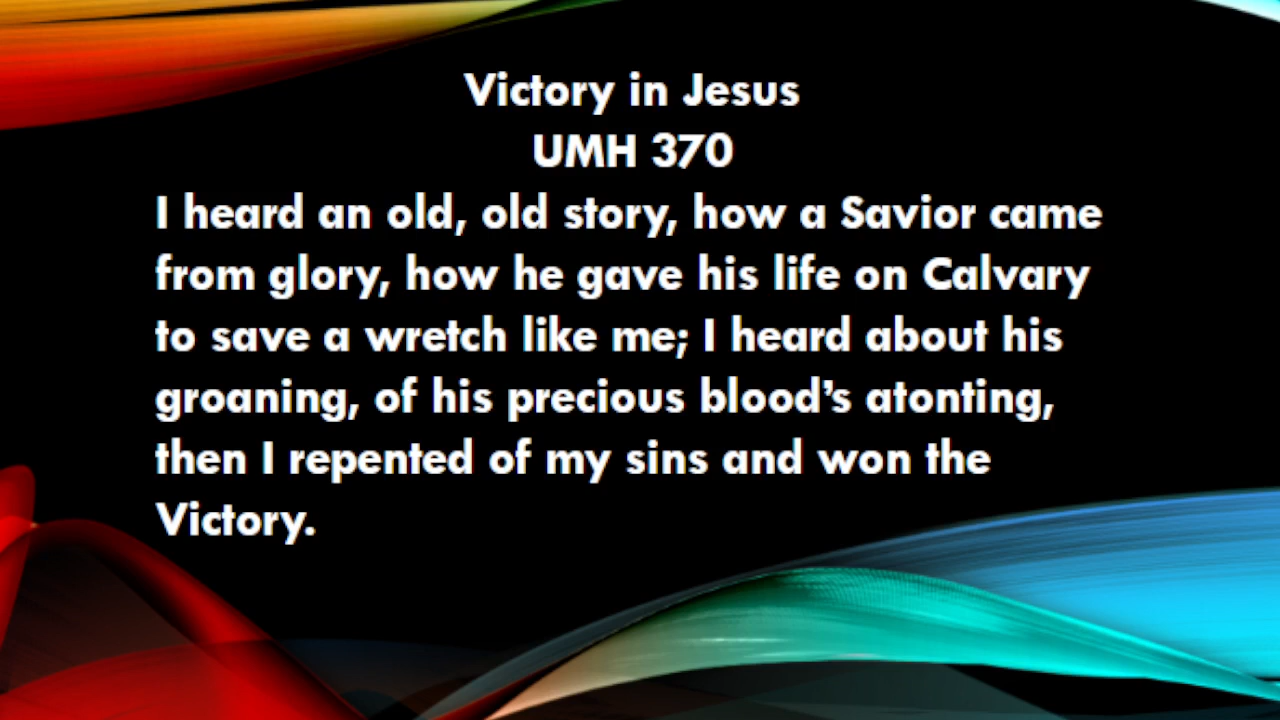 Victory in Jesus
UMH 370
I heard an old, old story, how a Savior came
from glory, how he gave his life on Calvary
to save a wretch like me; I heard about his
groaning, of his precious blood’s atonting,
then I repented of my sins and won the
Victory.